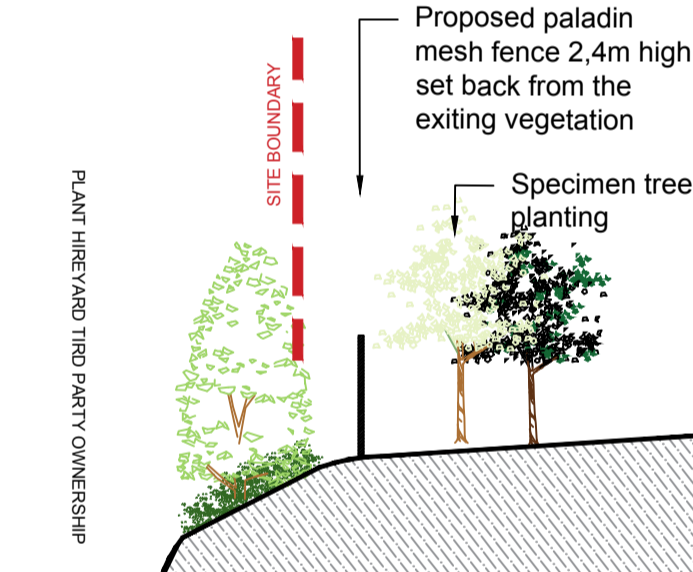 Proposed paladin
mesh fence 2,4m high
set back from the
exiting vegetation
SITE BOUNDARY
Specimen tree
planting
PLANT HIREYARD TIRD PARTY OWNERSHIP